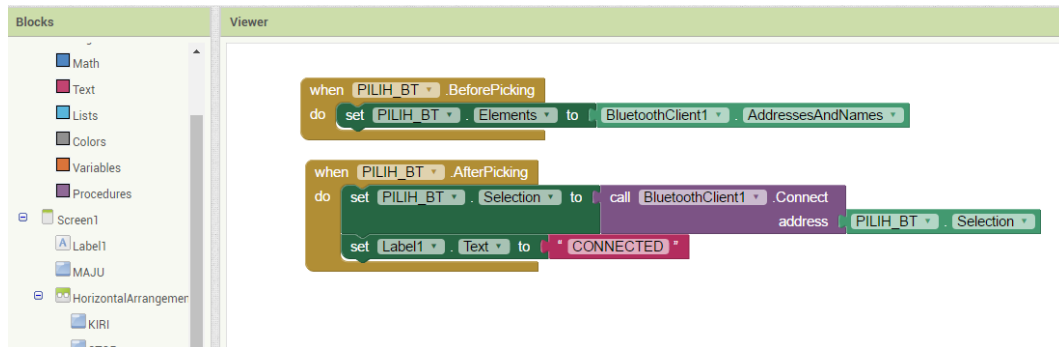 Blocks
Viewer
Math
Text
Lists
Colors
Variables
Procedures
Screen1
Label1
MAJU
HorizontalArrangemer
KIRI
when PILIH_BT .BeforePicking
do set PILIH_BT . Elements to BluetoothClient1 . AddressesAndNames
when PILIH_BT .AfterPicking
do set PILIH_BT . Selection to call BluetoothClient1 .Connect
address PILIH_BT . Selection
set Label1 . Text to " CONNECTED "